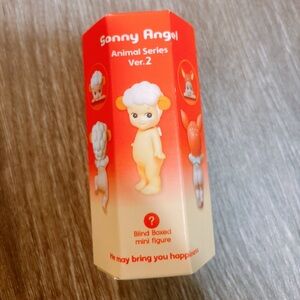 Sonny Angel
Animal Series
Ver.2
?
Blind Boxed
mini figure
He may bring you happiness